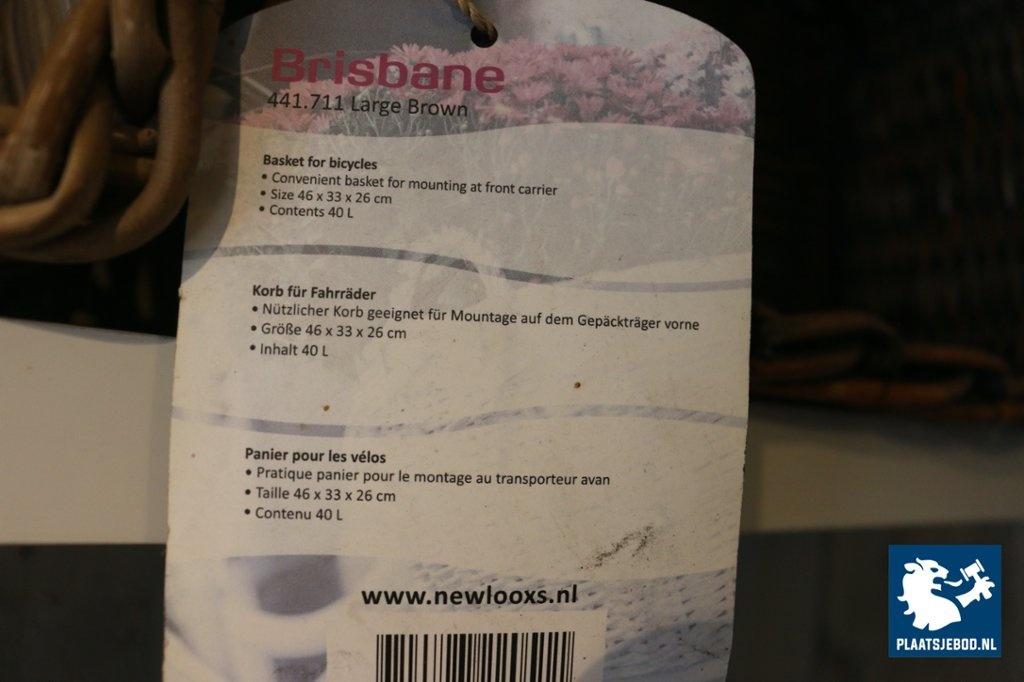 Brisbane
441.711 Large Brown
Basket for bicycles
• Convenient basket for mounting at front carrier
• Size 46 x 33 x 26 cm
• Contents 40 L
Korb für Fahrräder
• Nützlicher Korb geeignet für Mountage auf dem Gepäckträger vorne
• Größe 46 x 33 x 26 cm
• Inhalt 40 L
Panier pour les vélos
• Pratique panier pour le montage au transporteur avan
• Taille 46 x 33 x 26 cm
• Contenu 40 L
www.newlooxs.nl
PLAATSJEBOD.NL